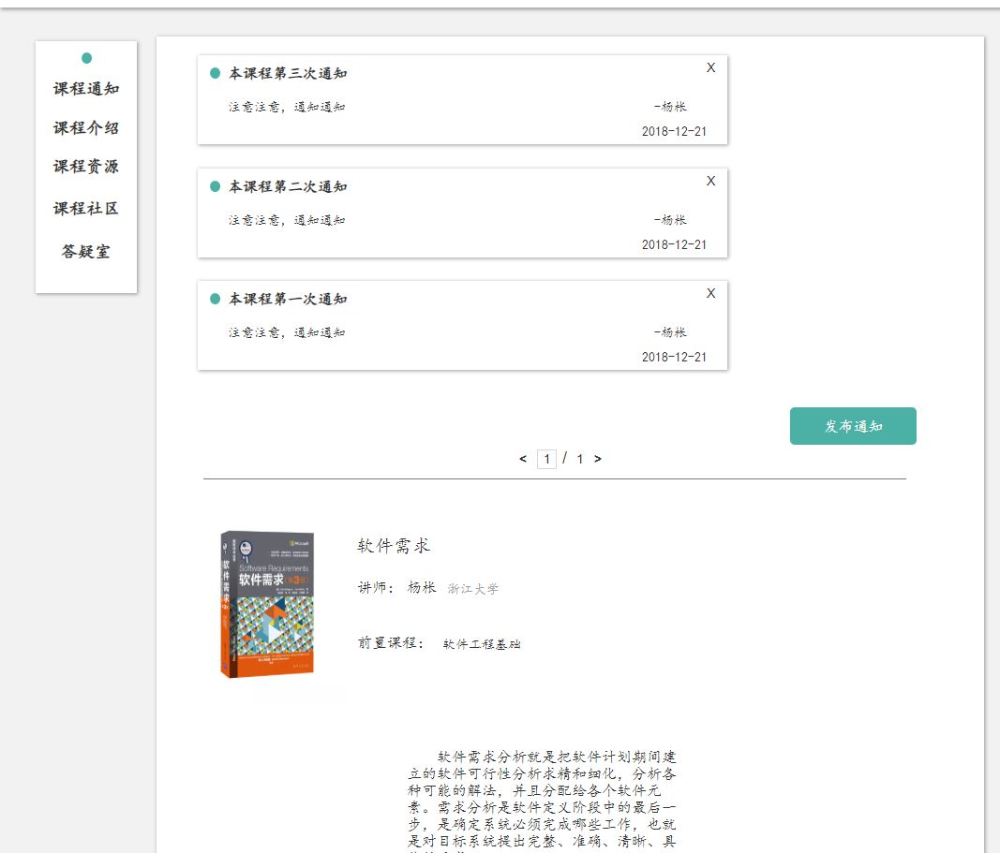 课程通知
课程介绍
课程资源
课程社区
答疑室
本课程第三次通知
X
注意注意，通知通知
-杨枨
2018-12-21
本课程第二次通知
X
注意注意，通知通知
-杨枨
2018-12-21
本课程第一次通知
X
注意注意，通知通知
-杨枨
2018-12-21
发布通知
< 1 / 1 >
Microsoft
Software Requirements
软件需求（第3版）
软件需求
软件需求
讲师： 杨枨 浙江大学
前置课程： 软件工程基础
软件需求分析就是把软件计划期间建
立的软件可行性分析求精和细化，分析各
种可能的解法，并且分配给各个软件元
素。需求分析是软件定义阶段中的最后一
步，是确定系统必须完成哪些工作，也就
是对目标系统提出完整、准确、清晰、具